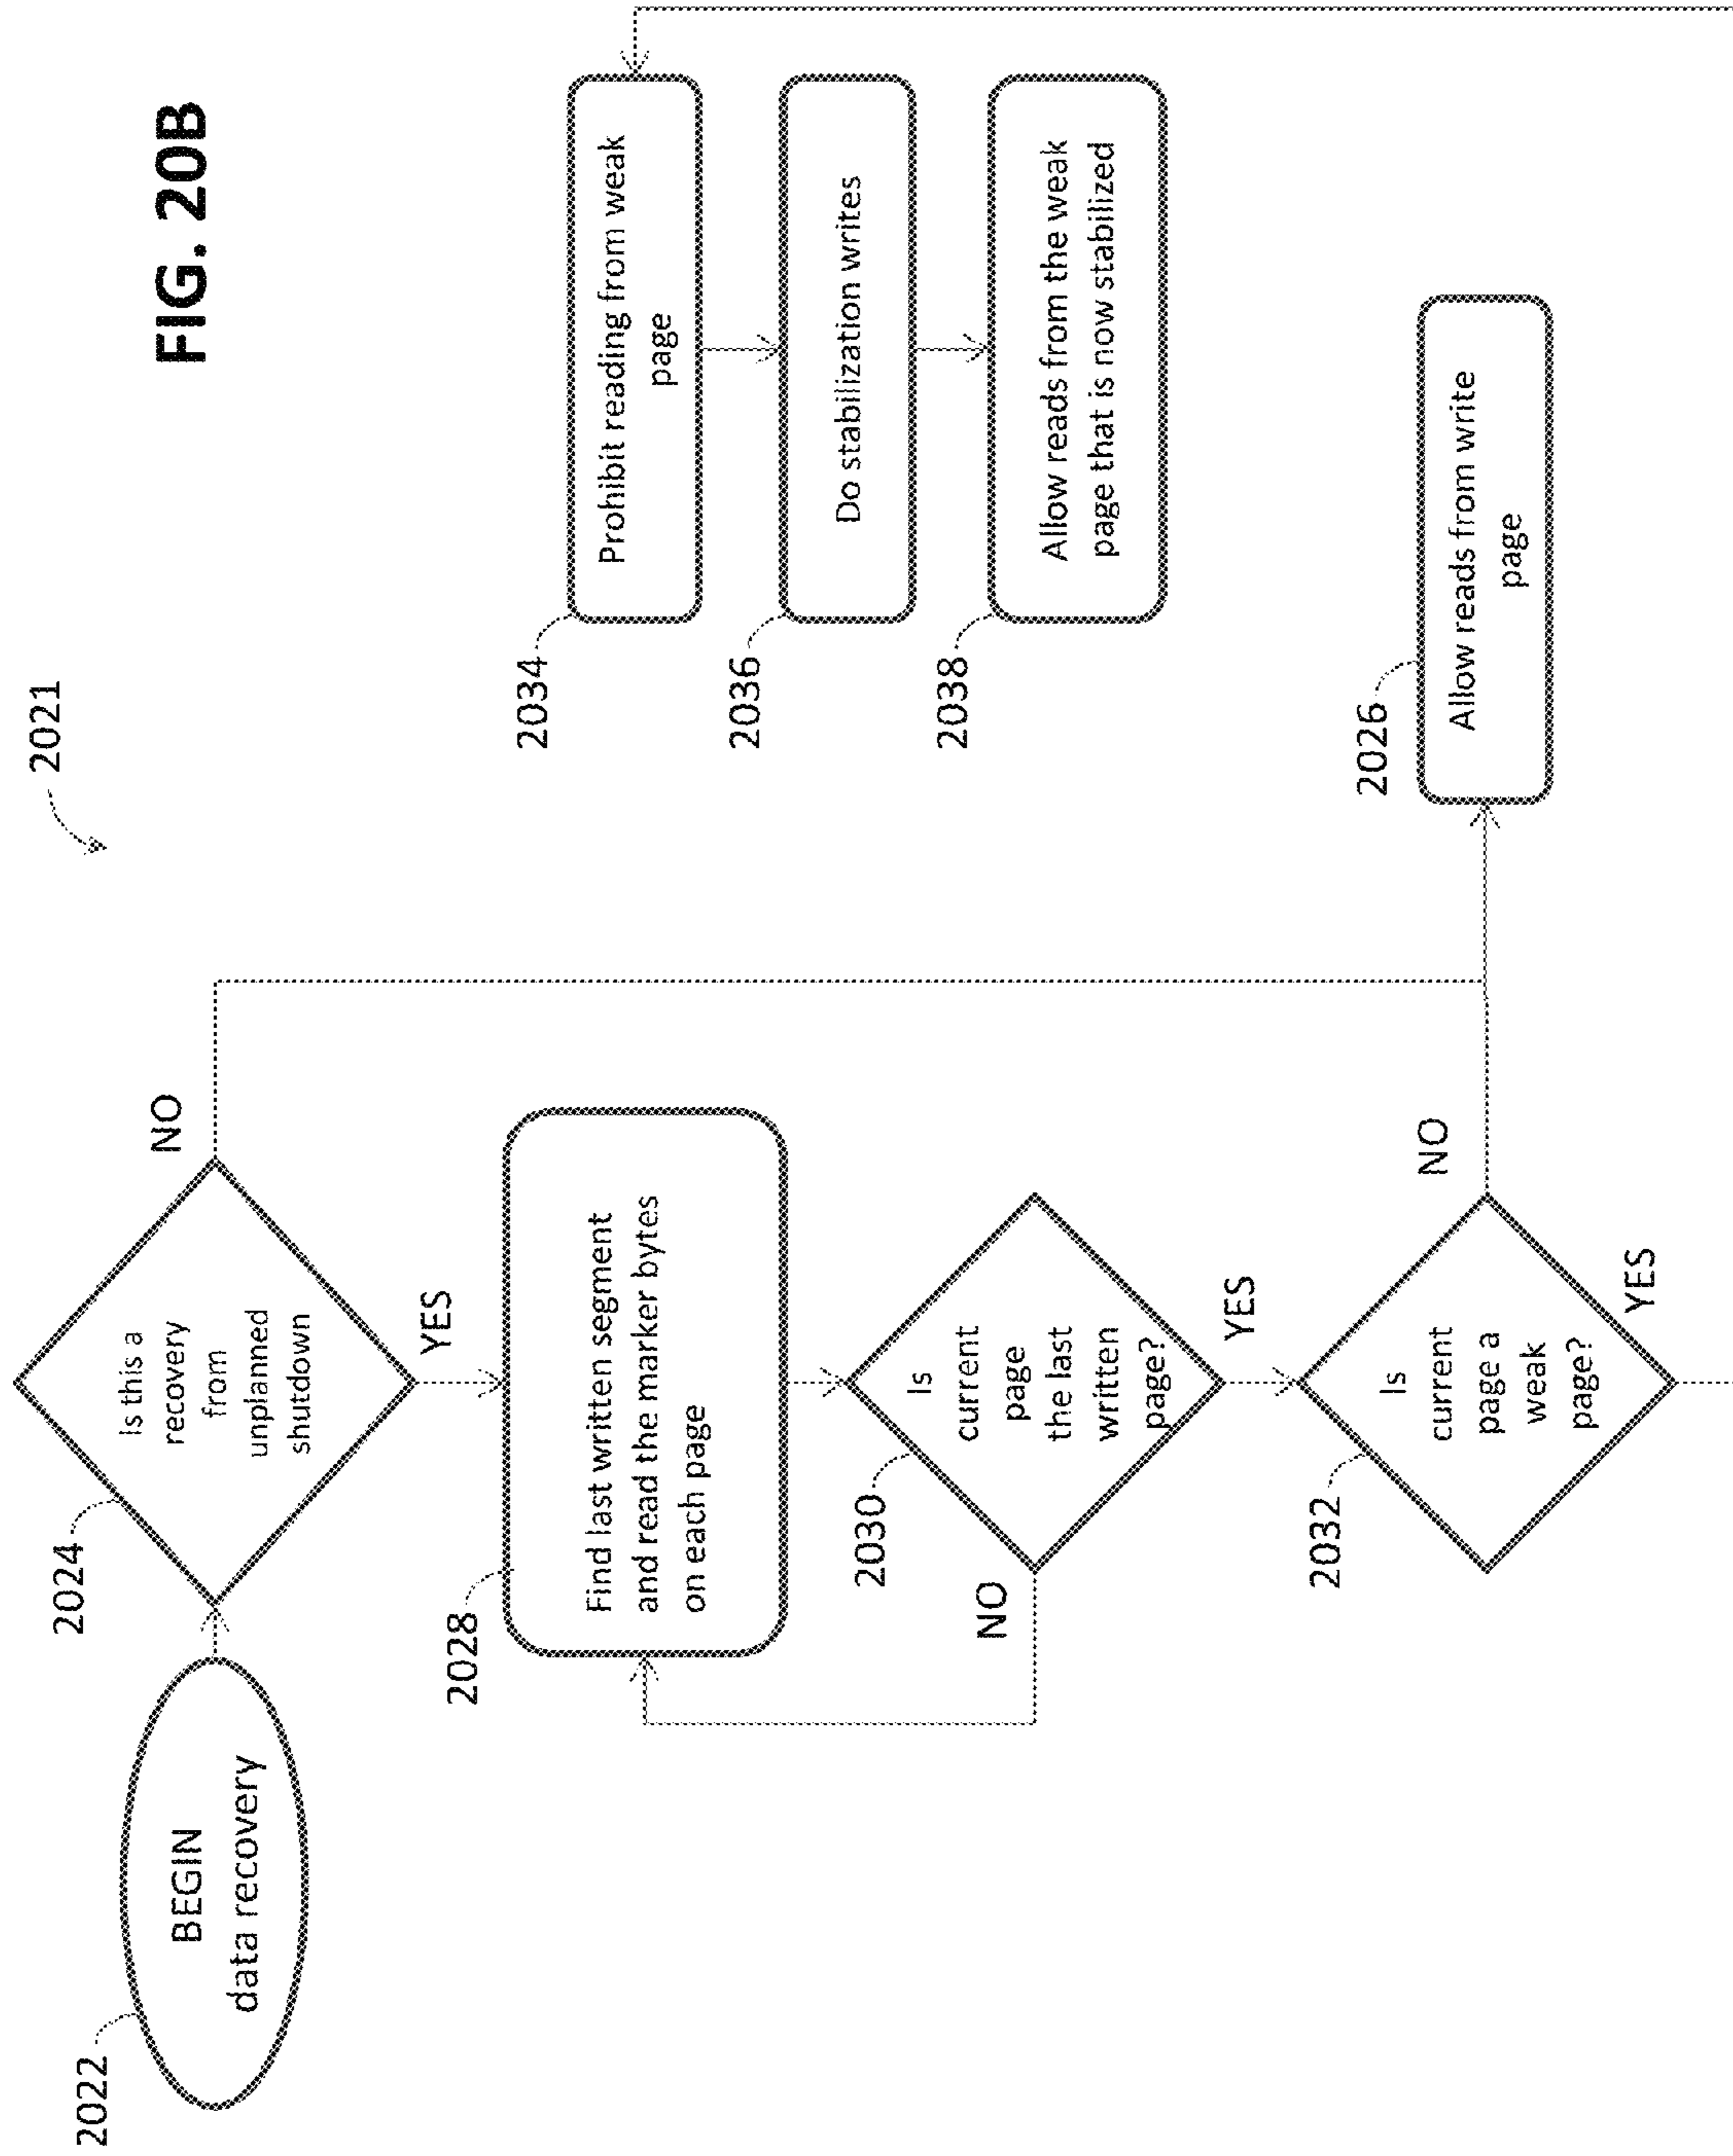 FIG. 20B
2021
2022
BEGIN
data recovery
2024
Is this a
recovery
from
unplanned
shutdown
NO
YES
2028
Find last written segment
and read the marker bytes
on each page
2030
Is
current
page
the last
written
page?
NO
YES
2032
Is
current
page a
weak
page?
NO
YES
2026
Allow reads from write
page
2034
Prohibit reading from weak
page
2036
Do stabilization writes
2038
Allow reads from the weak
page that is now stabilized